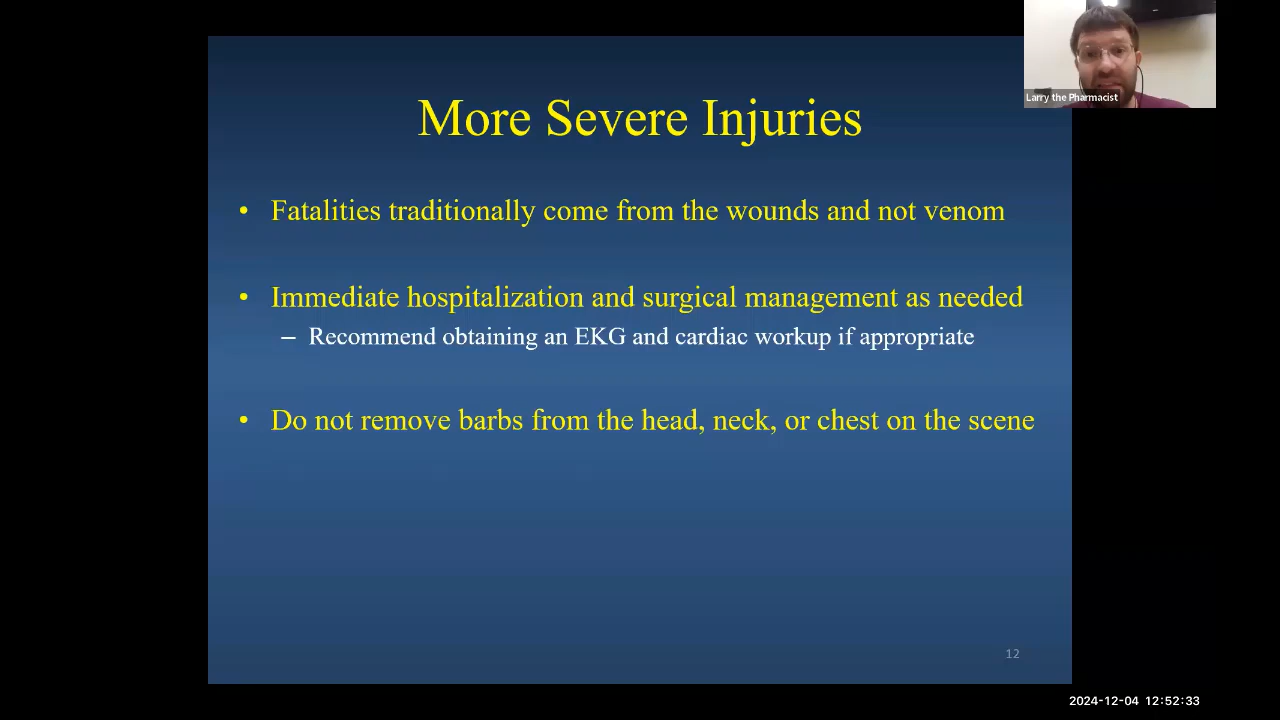 Larry the Pharmacist
More Severe Injuries
• Fatalities traditionally come from the wounds and not venom
• Immediate hospitalization and surgical management as needed
– Recommend obtaining an EKG and cardiac workup if appropriate
• Do not remove barbs from the head, neck, or chest on the scene
12
2024-12-04 12:52:33